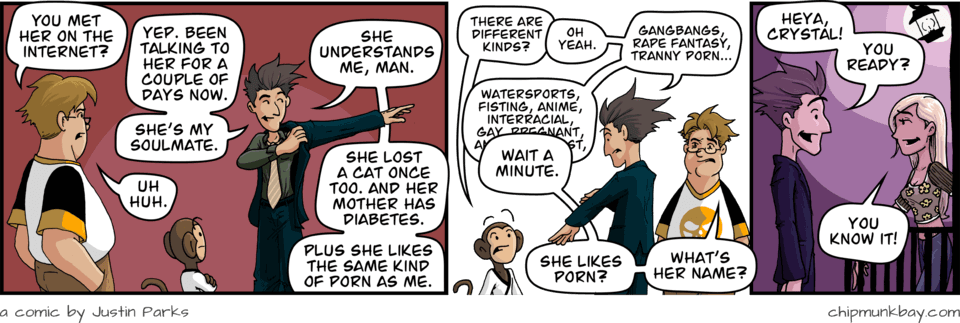 YOU MET
HER ON THE
INTERNET?
YEP. BEEN
TALKING TO
HER FOR A
COUPLE OF
DAYS NOW.
SHE'S MY
SOULMATE.
UH
HUH.
SHE
UNDERSTANDS
ME, MAN.
SHE LOST
A CAT ONCE
TOO. AND HER
MOTHER HAS
DIABETES.
PLUS SHE LIKES
THE SAME KIND
OF PORN AS ME.
THERE ARE
DIFFERENT
KINDS?
OH
YEAH.
GANGBANGS,
RAPE FANTASY,
TRANNY PORN...
WATERSPORTS,
FISTING, ANIME,
INTERRACIAL,
GAY, PREGNANT,
WAIT A
MINUTE.
SHE LIKES
PORN?
WHAT'S
HER NAME?
HEYA,
CRYSTAL!
YOU
READY?
YOU
KNOW IT!
a comic by Justin Parks
chipmunkbay.com